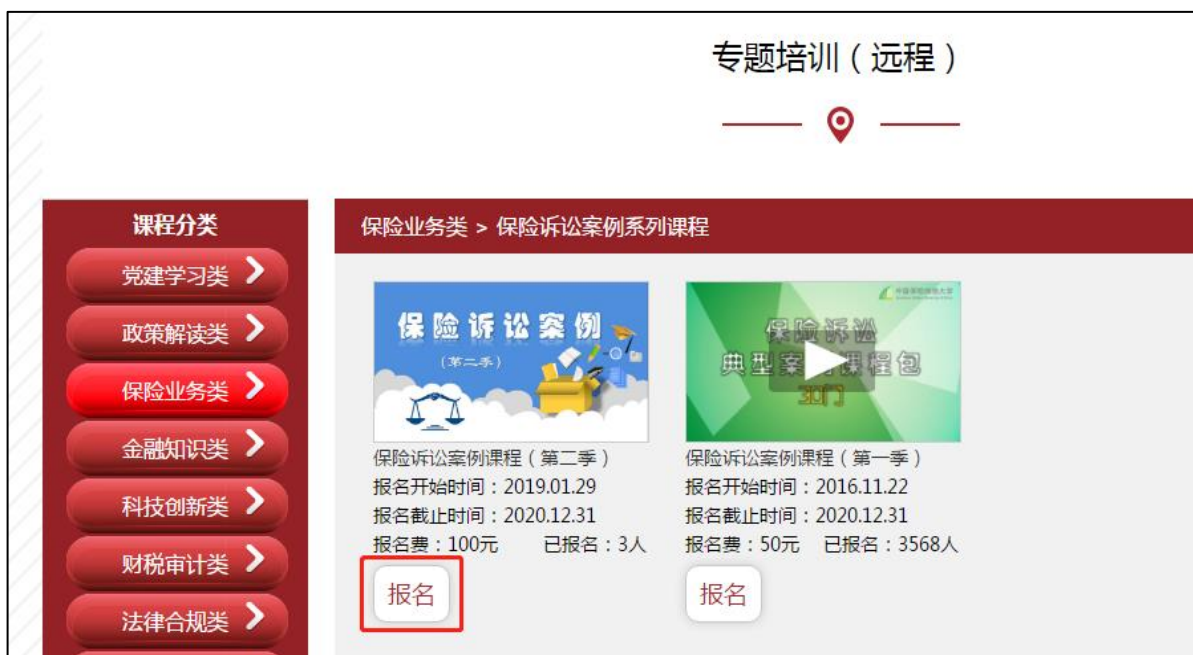 专题培训（远程）
课程分类
党建学习类
政策解读类
保险业务类
金融知识类
科技创新类
财税审计类
法律合规类
保险业务类 > 保险诉讼案例系列课程
保险诉讼案例
（第二季）
保险诉讼案例课程（第二季）
报名开始时间：2019.01.29
报名截止时间：2020.12.31
报名费：100元 已报名：3人
报名
保险诉讼
典型案例课程包
30门
保险诉讼案例课程（第一季）
报名开始时间：2016.11.22
报名截止时间：2020.12.31
报名费：50元 已报名：3568人
报名